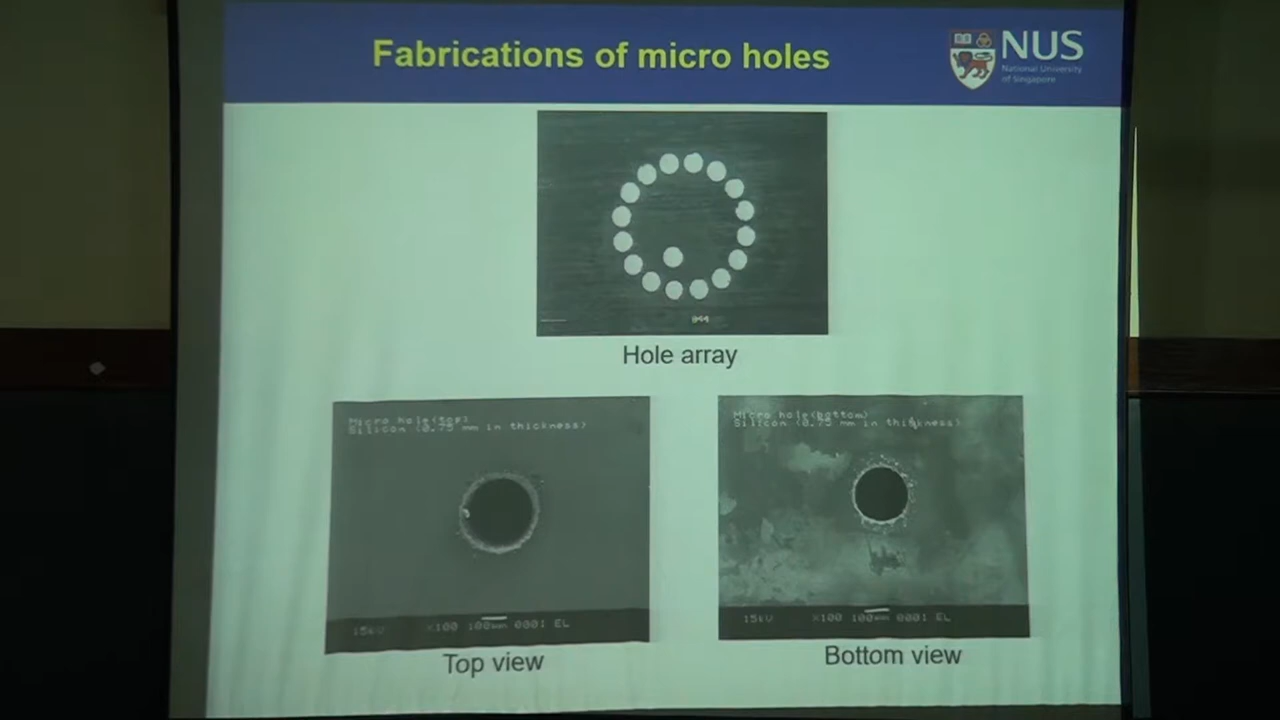 Fabrications of micro holes
NUS
National University
of Singapore
Hole array
Micro hole(top)
Silicon (0.75 mm in thickness)
15kV X100 100µm 0001 EL
Top view
Micro hole(bottom)
Silicon (0.75 mm in thickness)
15kV X100 100µm 0001 EL
Bottom view